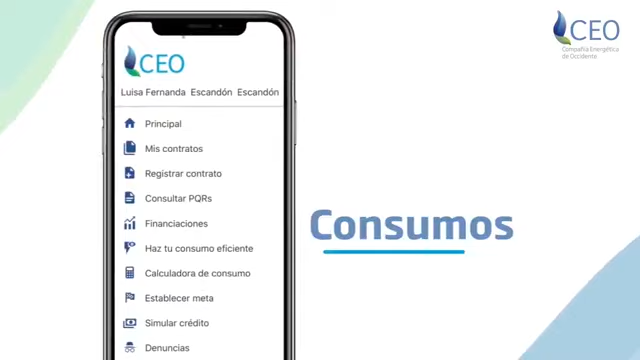 CEO
Luisa Fernanda Escandón Escandón
Principal
Mis contratos
Registrar contrato
Consultar PQRs
Financiaciones
Haz tu consumo eficiente
Calculadora de consumo
Establecer meta
Simular crédito
Denuncias
Consumos
CEO
Compañía Energética
de Occidente